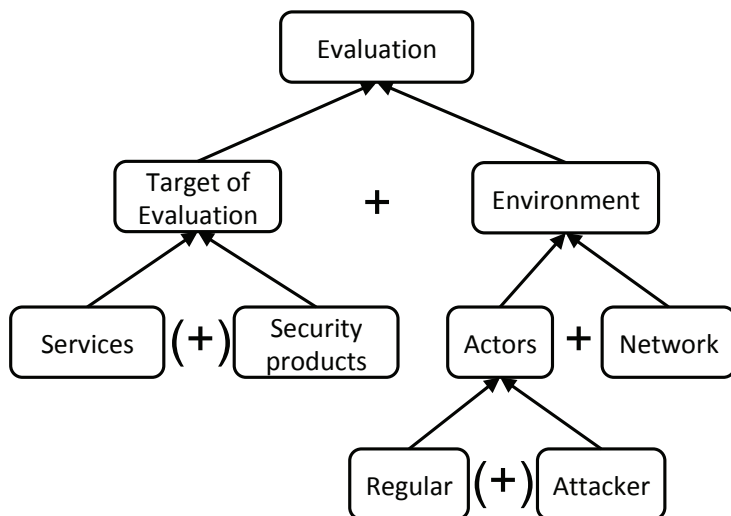 Evaluation
Target of
Evaluation
+
Environment
Services
(+)
Security
products
Actors
+
Network
Regular
(+)
Attacker